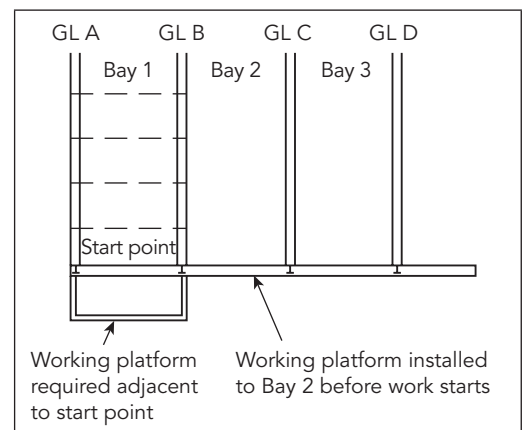 GL A GL B GL C GL D
Bay 1 Bay 2 Bay 3
Start point
Working platform
required adjacent
to start point
Working platform installed
to Bay 2 before work starts